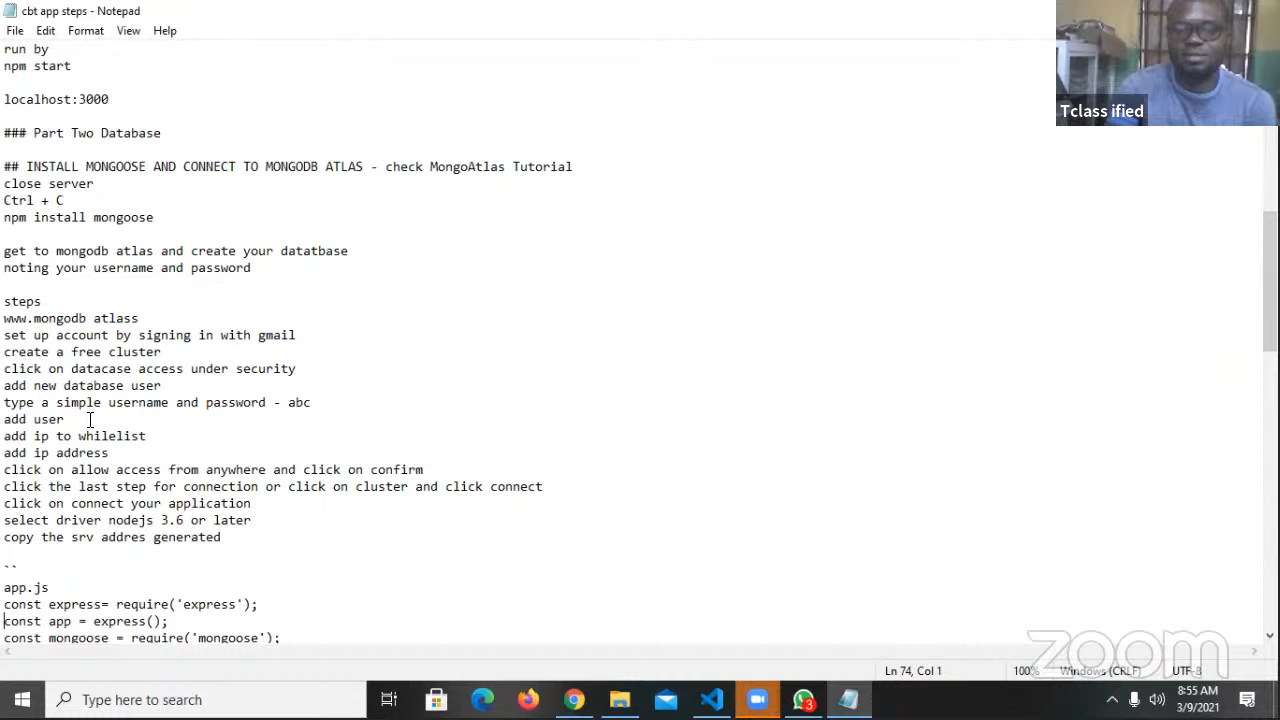 cbt app steps - Notepad
File Edit Format View Help
run by
npm start
localhost:3000
### Part Two Database
## INSTALL MONGOOSE AND CONNECT TO MONGODB ATLAS - check MongoAtlas Tutorial
close server
Ctrl + C
npm install mongoose
get to mongodb atlas and create your datatbase
noting your username and password
steps
www.mongodb atlass
set up account by signing in with gmail
create a free cluster
click on datacase access under security
add new database user
type a simple username and password - abc
add user
add ip to whilelist
add ip address
click on allow access from anywhere and click on confirm
click the last step for connection or click on cluster and click connect
click on connect your application
select driver nodejs 3.6 or later
copy the srv addres generated
``
app.js
const express= require('express');
const app = express();
const mongoose = require('mongoose');
Tclass ified
zoom
Ln 74, Col 1 100% Windows (CRLF) UTF-8
Type here to search
3
8:55 AM
3/9/2021